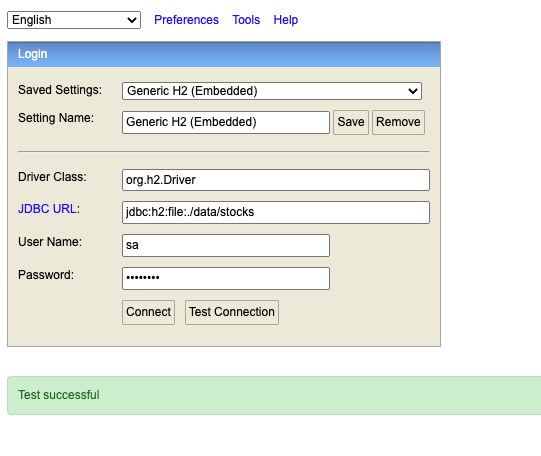 English Preferences Tools Help
Login
Saved Settings: Generic H2 (Embedded)
Setting Name: Generic H2 (Embedded) Save Remove
Driver Class: org.h2.Driver
JDBC URL: jdbc:h2:file:./data/stocks
User Name: sa
Password: ••••••••
Connect Test Connection
Test successful